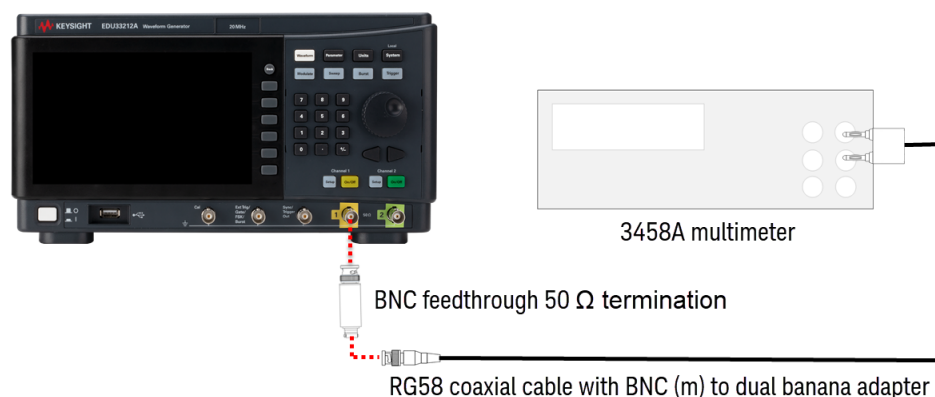 KEYSIGHT EDU33212A Waveform Generator 20 MHz
Local
Waveform Parameter Units System
Modulate Sweep Burst Trigger
Back
7 8 9
4 5 6
1 2 3
0 . +/-
Channel 1 Channel 2
Setup On/Off Setup On/Off
Cal
Ext Trig/
Gate/
FSK/
Burst
Sync/
Trigger
Out
1
50Ω
2
3458A multimeter
BNC feedthrough 50 Ω termination
RG58 coaxial cable with BNC (m) to dual banana adapter